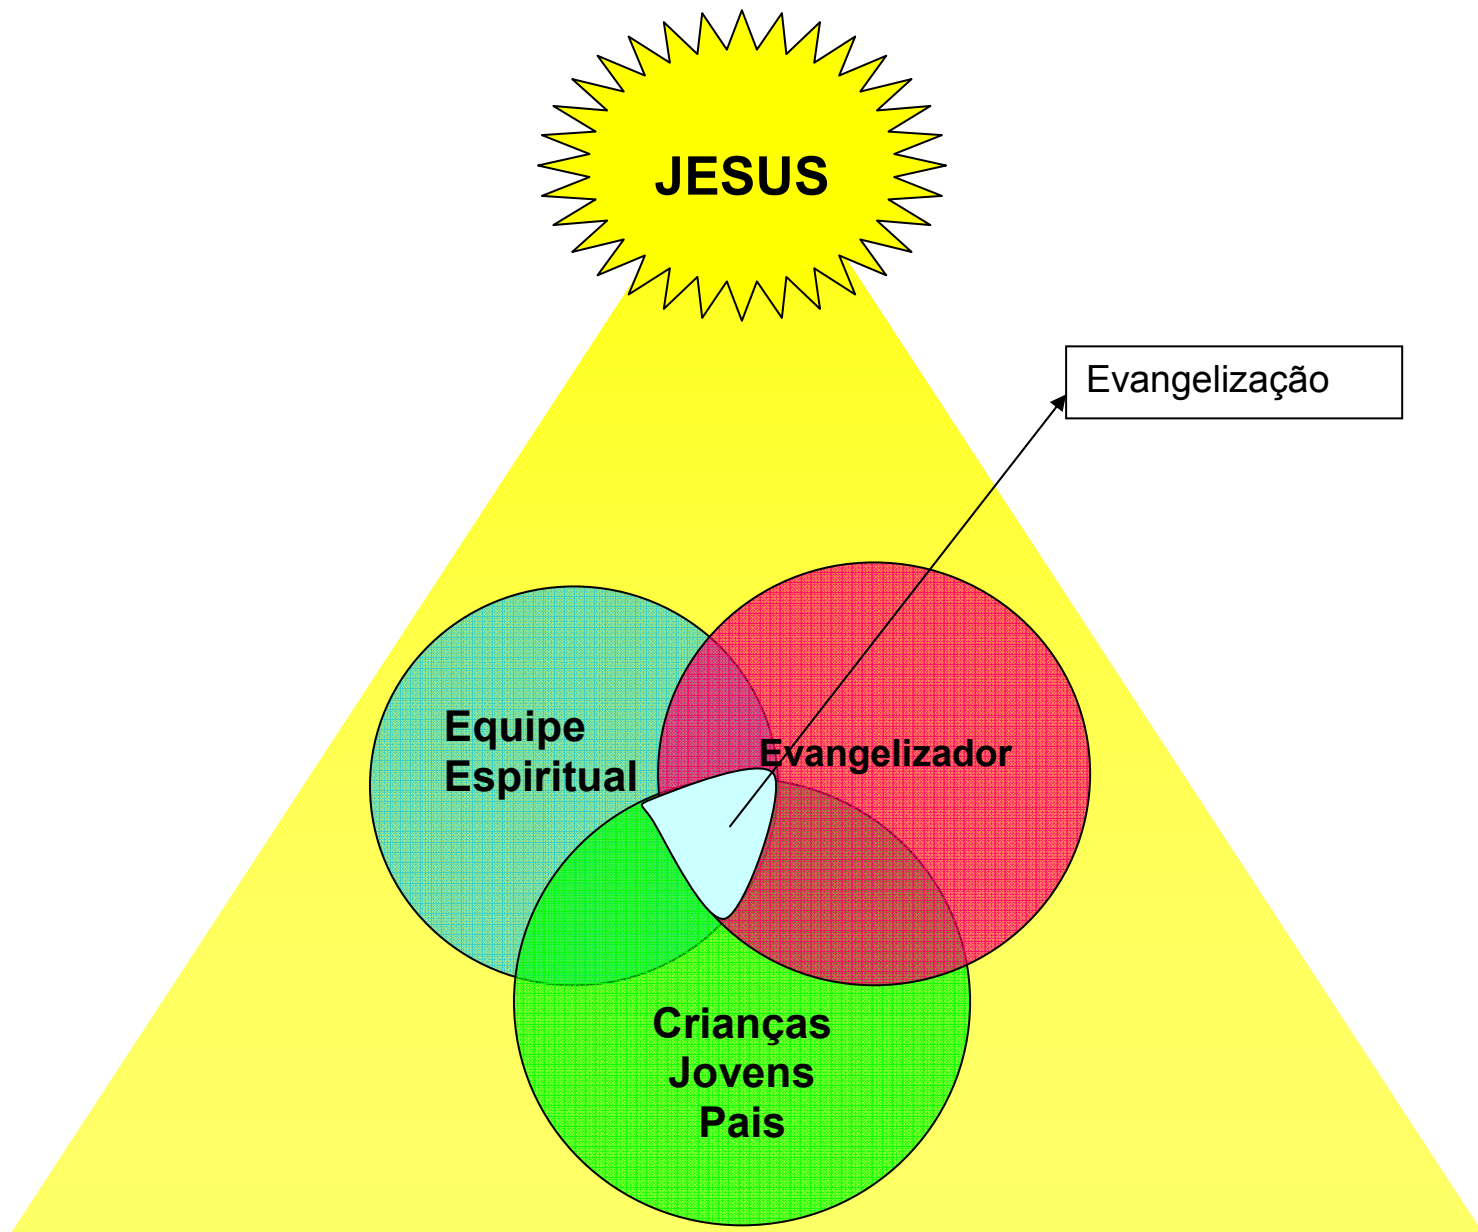 JESUS
Evangelização
Equipe
Espiritual
Evangelizador
Crianças
Jovens
Pais